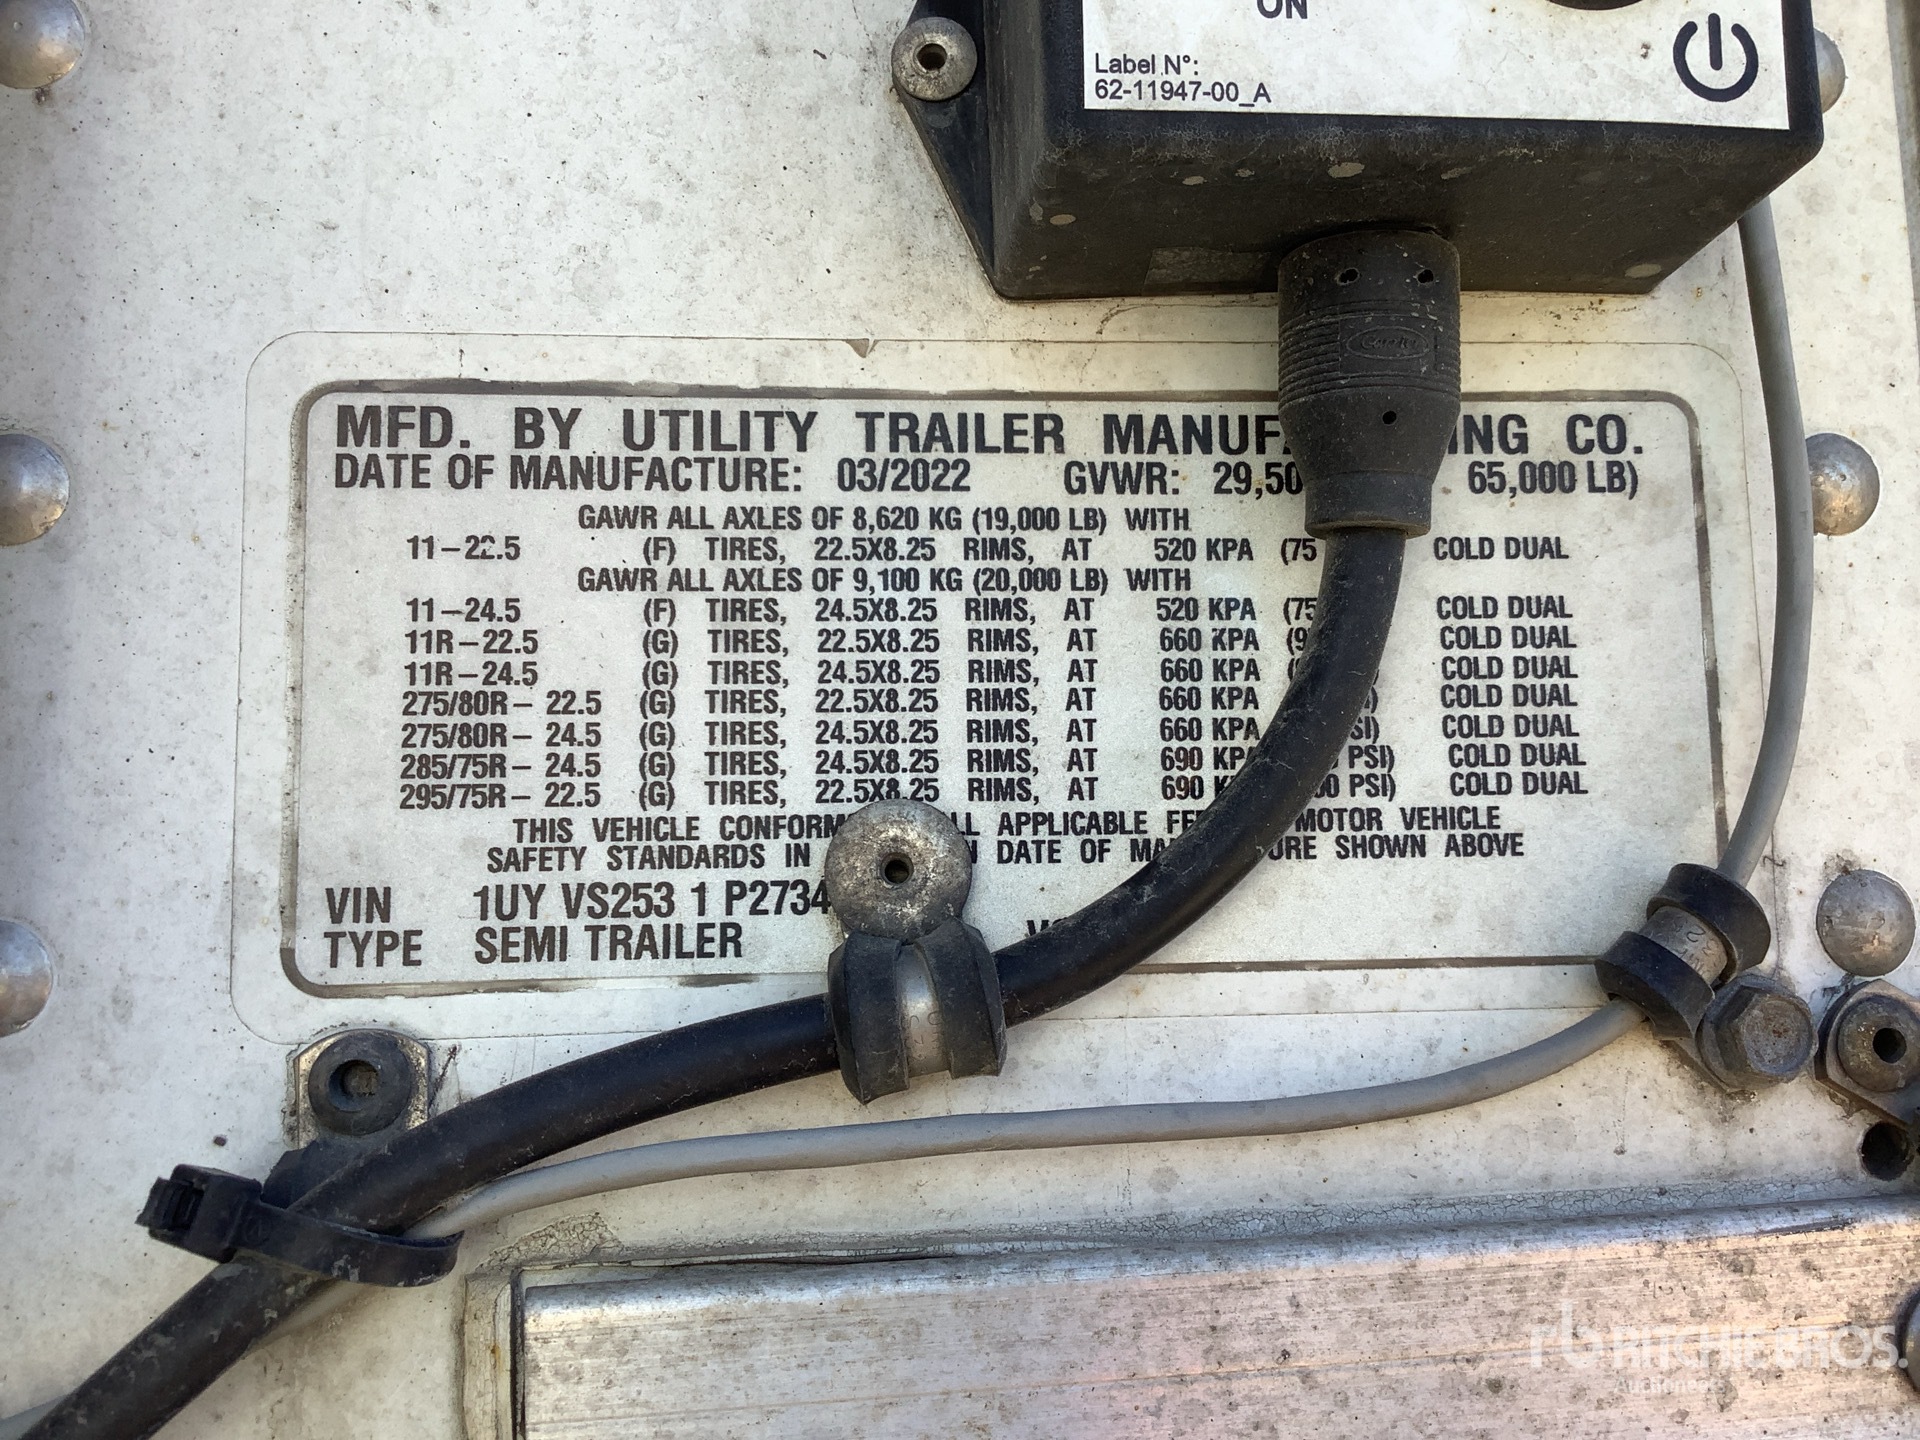 ON
Label N°:
62-11947-00_A
MFD. BY UTILITY TRAILER CO.
DATE OF MANUFACTURE: 03/2022 GVWR: 65,000 LB)
GAWR ALL AXLES OF 8,620 KG (19,000 LB) WITH
11-22.5 (F) TIRES, 22.5X8.25 RIMS, AT 520 KPA (75 COLD DUAL
GAWR ALL AXLES OF 9,100 KG (20,000 LB) WITH
11-24.5 (F) TIRES, 24.5X8.25 RIMS, AT 520 KPA (75 COLD DUAL
11R-22.5 (G) TIRES, 22.5X8.25 RIMS, AT 660 KPA COLD DUAL
11R-24.5 (G) TIRES, 24.5X8.25 RIMS, AT 660 KPA COLD DUAL
275/80R-22.5 (G) TIRES, 22.5X8.25 RIMS, AT 660 KPA COLD DUAL
275/80R-24.5 (G) TIRES, 24.5X8.25 RIMS, AT 660 KPA COLD DUAL
285/75R-24.5 (G) TIRES, 24.5X8.25 RIMS, AT 690 KPA PSI) COLD DUAL
295/75R-22.5 (G) TIRES, 22.5X8.25 RIMS, AT 690 PSI) COLD DUAL
THIS VEHICLE APPLICABLE MOTOR VEHICLE
SAFETY STANDARDS IN DATE OF SHOWN ABOVE
VIN 1UY VS253 1 P2734
TYPE SEMI TRAILER
RITCHIE BROS.
Auctioneers